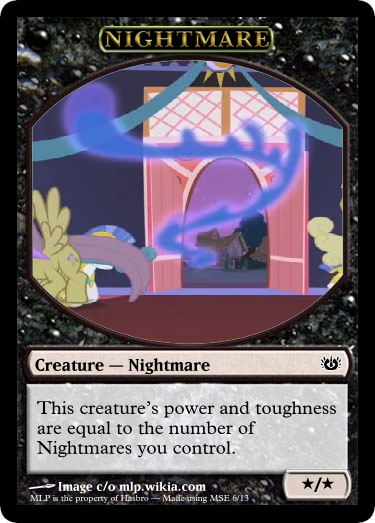 NIGHTMARE
Creature — Nightmare
This creature's power and toughness
are equal to the number of
Nightmares you control.
Image c/o mlp.wikia.com
MLP is the property of Hasbro — Made using MSE 6/13
★/★